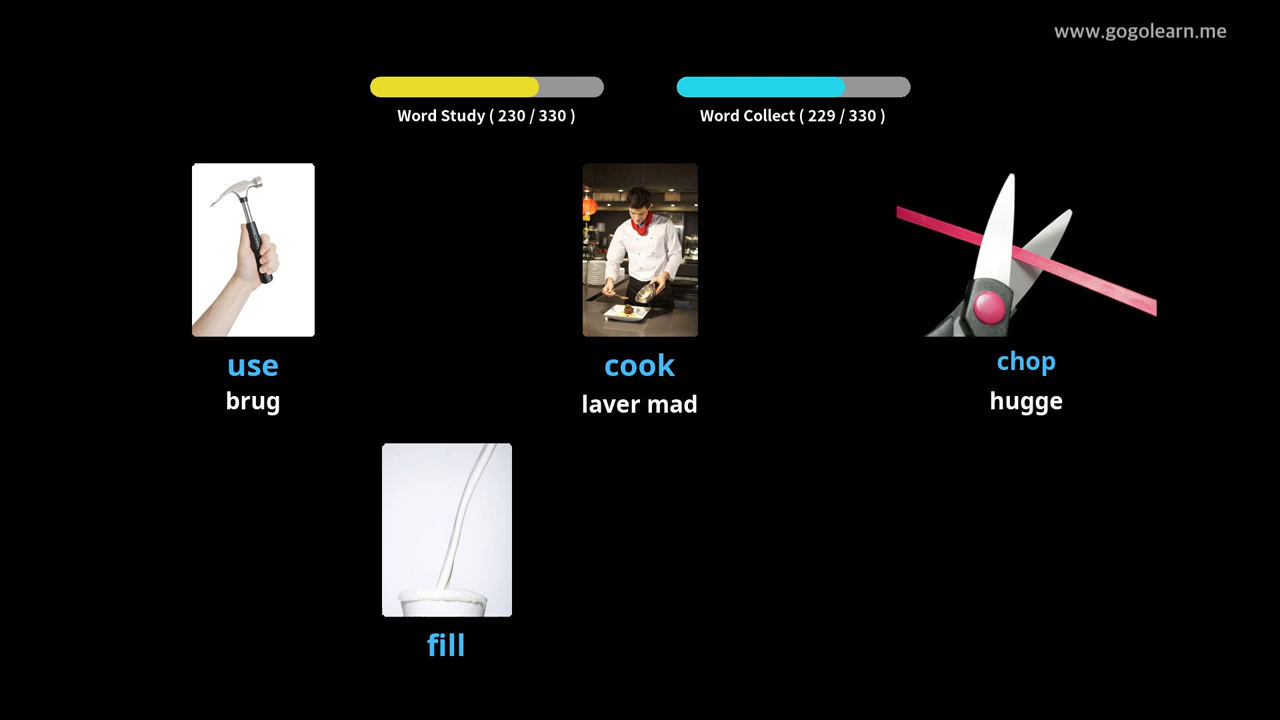 www.gogolearn.me
Word Study ( 230 / 330 )
Word Collect ( 229 / 330 )
use
cook
chop
brug
laver mad
hugge
fill